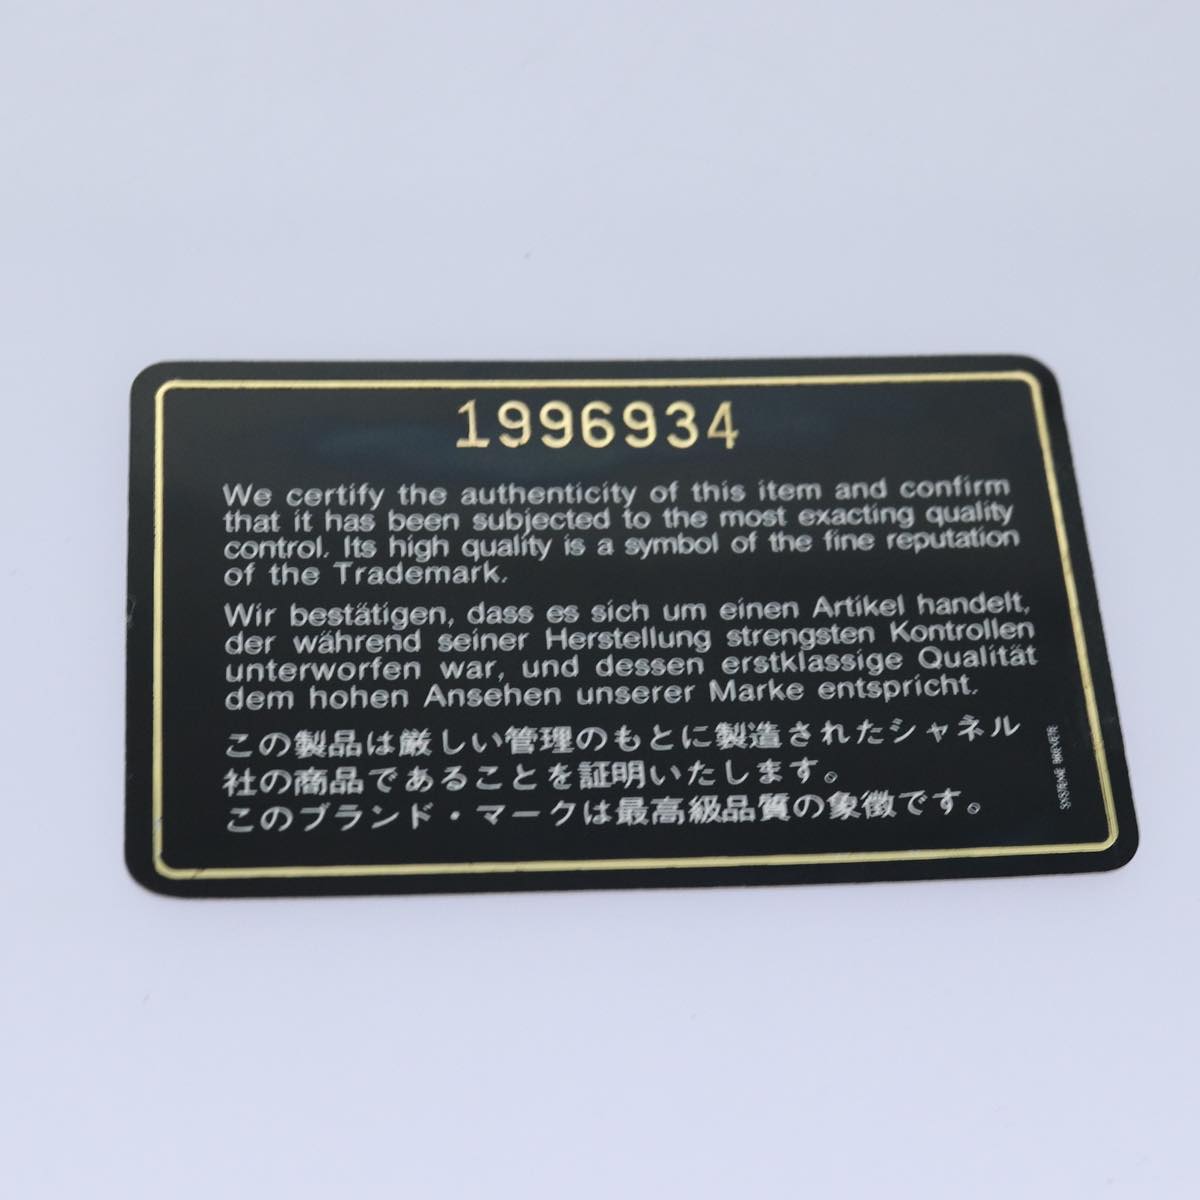 1996934
We certify the authenticity of this item and confirm
that it has been subjected to the most exacting quality
control. Its high quality is a symbol of the fine reputation
of the Trademark.
Wir bestätigen, dass es sich um einen Artikel handelt,
der während seiner Herstellung strengsten Kontrollen
unterworfen war, und dessen erstklassige Qualität
dem hohen Ansehen unserer Marke entspricht.
この製品は厳しい管理のもとに製造されたシャネル
社の商品であることを証明いたします。
このブランド・マークは最高級品質の象徴です。
SYSTEME BREVETE